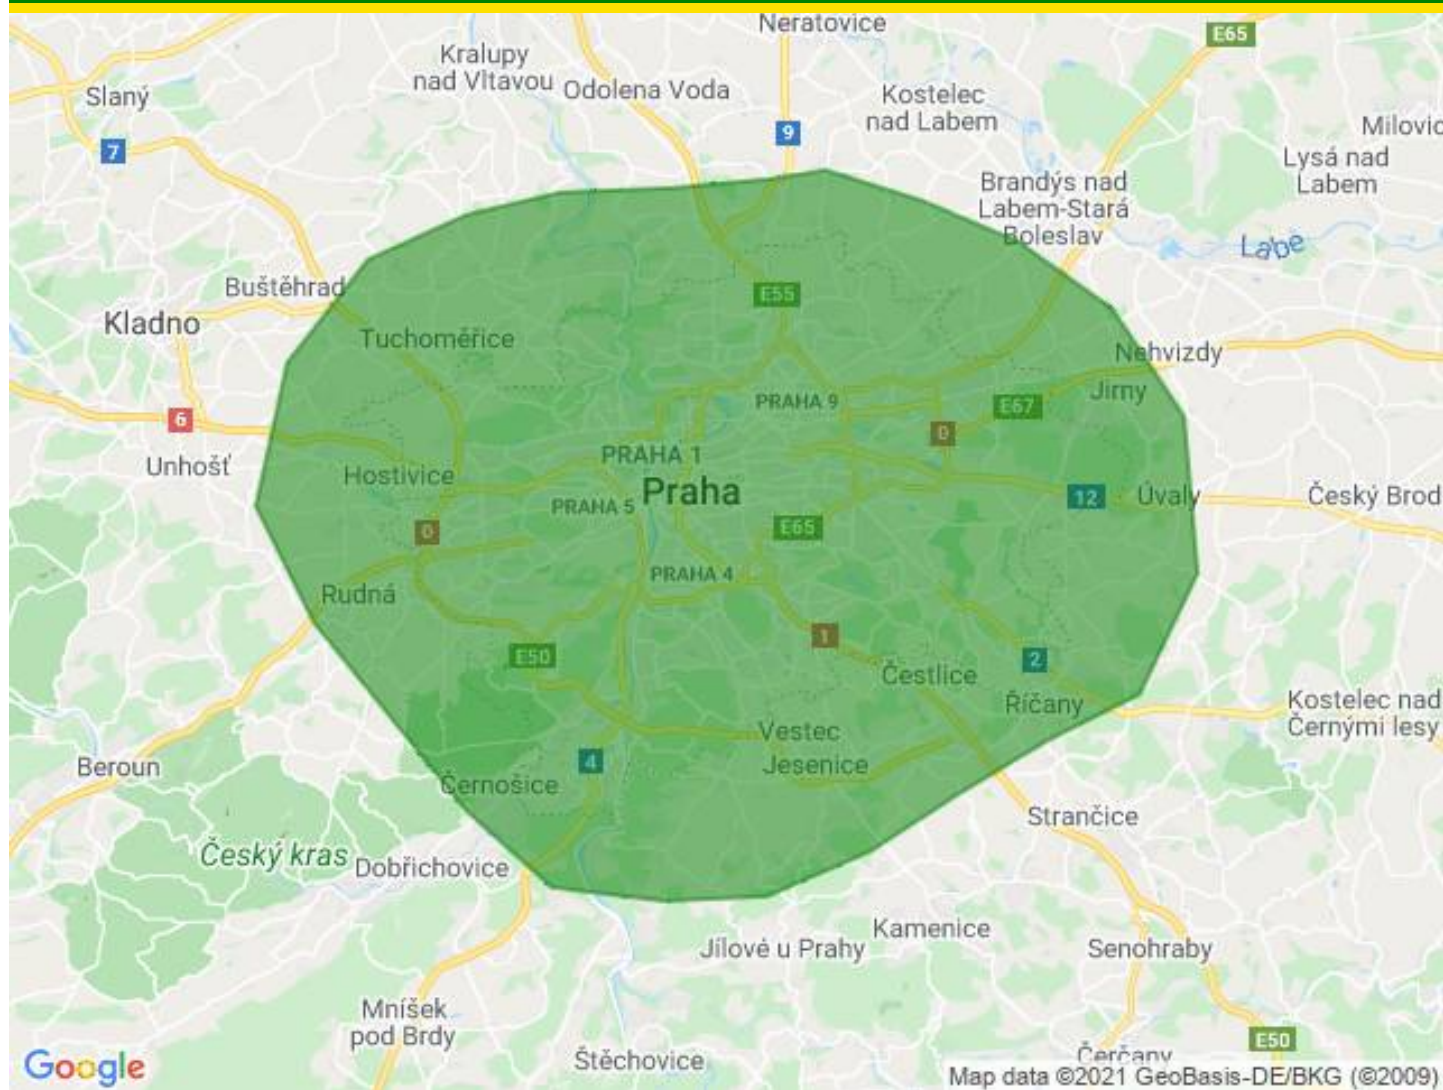 Neratovice
E65
Kralupy
nad Vltavou
Odolena Voda
Slaný
Kostelec
nad Labem
9
Milovic
7
Lysá nad
Labem
Brandýs nad
Labem-Stará
Boleslav
Labe
Buštěhrad
E55
Kladno
Tuchoměřice
Nehvizdy
Jirny
PRAHA 9
E67
6
0
PRAHA 1
Unhošť
Hostivice
Praha
12
Úvaly
Český Brod
PRAHA 5
0
E65
PRAHA 4
Rudná
1
E50
2
Čestlice
Říčany
Kostelec nad
Černými lesy
Vestec
4
Jesenice
Beroun
Černošice
Strančice
Český kras
Dobřichovice
Kamenice
Jílové u Prahy
Senohraby
Mníšek
pod Brdy
E50
Štěchovice
Čerčany
Google
Map data ©2021 GeoBasis-DE/BKG (©2009)